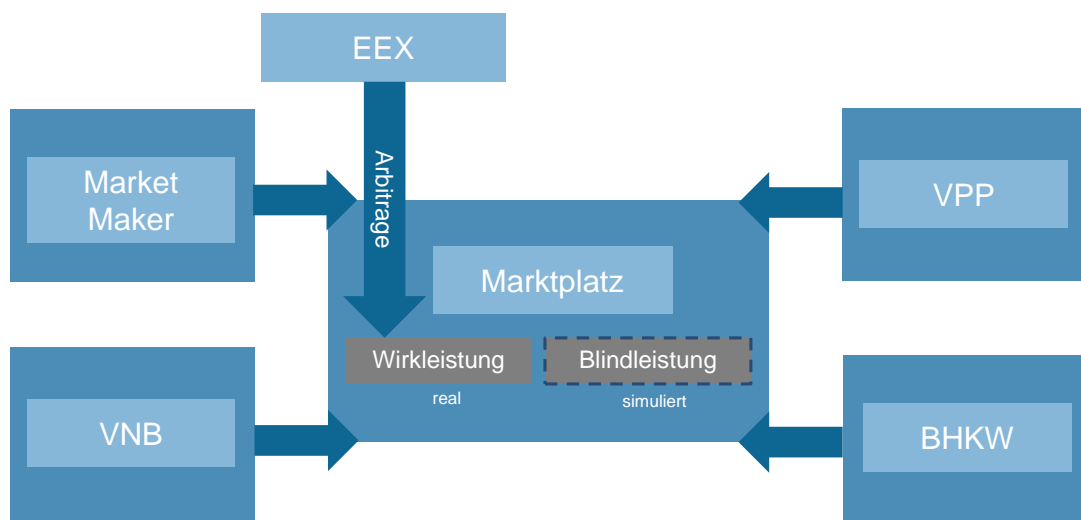 EEX
Arbitrage
Market
Maker
VPP
Marktplatz
Wirkleistung
Blindleistung
real
simuliert
VNB
BHKW